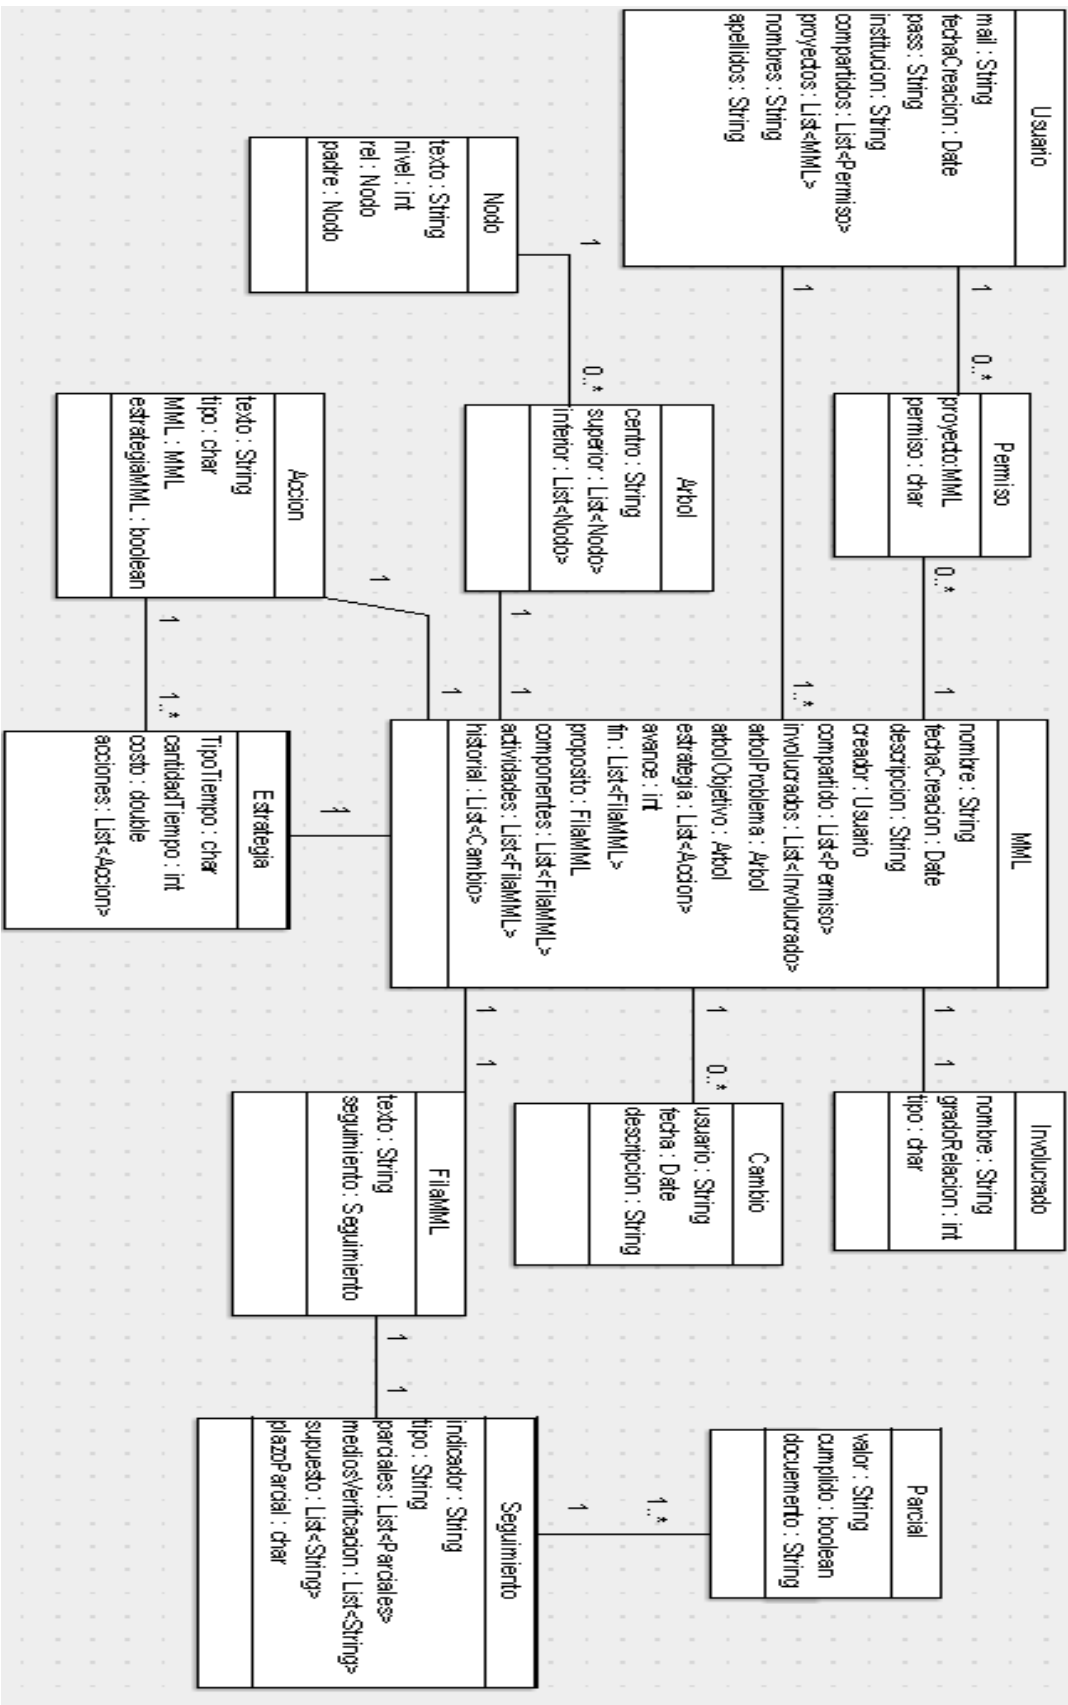 Usuario
mail : String
fechaCreacion : Date
pass : String
institucion : String
compartidos : List<Permiso>
proyectos : List<MML>
nombres : String
apellidos : String
1
0..*
1
1..*
Permiso
proyecto:MML
permiso : char
0..*
1
Nodo
texto : String
nivel : int
rel : Nodo
padre : Nodo
1
0..*
Arbol
centro : String
superior : List<Nodo>
inferior : List<Nodo>
1
1
Accion
texto : String
tipo : char
MML : MML
estrategiaMML : boolean
1
1
1
1..*
MML
nombre : String
fechaCreacion : Date
descripcion : String
creador : Usuario
compartido : List<Permiso>
involucrados : List<Involucrado>
arbolProblema : Arbol
arbolObjetivo : Arbol
estrategia : List<Accion>
avance : int
fin : List<FilaMML>
proposito : FilaMML
componentes : List<FilaMML>
actividades : List<FilaMML>
historial : List<Cambio>
Estrategia
TipoTiempo : char
cantidadTiempo : int
costo : double
acciones : List<Accion>
1
1
1
Involucrado
nombre : String
gradoRelacion : int
tipo : char
1
0..*
Cambio
usuario : String
fecha : Date
descripcion : String
1
1
FilaMML
texto : String
seguimiento : Seguimiento
1
1
Parcial
valor : String
cumplido : boolean
docuemento : String
1..*
1
Seguimiento
indicador : String
tipo : String
parciales : List<Parciales>
mediosVerificacion : List<String>
supuesto : List<String>
plazoParcial : char